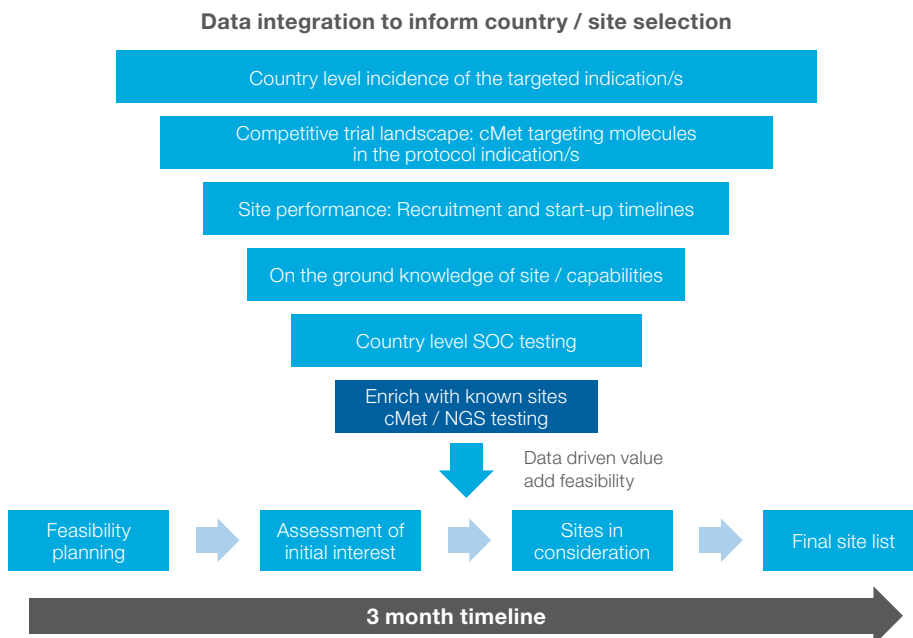 Data integration to inform country / site selection
Country level incidence of the targeted indication/s
Competitive trial landscape: cMet targeting molecules
in the protocol indication/s
Site performance: Recruitment and start-up timelines
On the ground knowledge of site / capabilities
Country level SOC testing
Enrich with known sites
cMet / NGS testing
Data driven value
add feasibility
Feasibility
planning
Assessment of
initial interest
Sites in
consideration
Final site list
3 month timeline